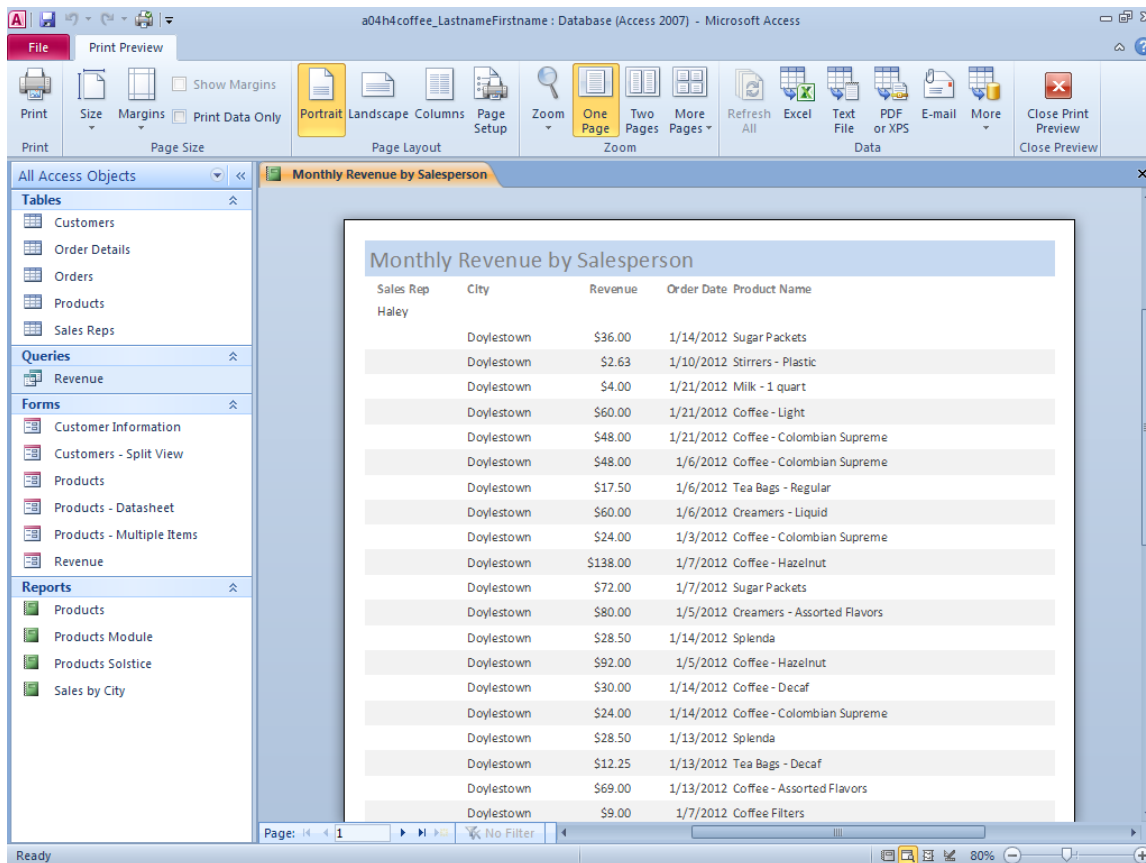 a04h4coffee_LastnameFirstname : Database (Access 2007) - Microsoft Access
File Print Preview
Print
Size
Margins
Show Margins
Print Data Only
Portrait
Landscape
Columns
Page Setup
Zoom
One Page
Two Pages
More Pages
Refresh All
Excel
Text File
PDF or XPS
E-mail
More
Close Print Preview
Print Page Size Page Layout Zoom Data Close Preview
All Access Objects
Tables
Customers
Order Details
Orders
Products
Sales Reps
Queries
Revenue
Forms
Customer Information
Customers - Split View
Products
Products - Datasheet
Products - Multiple Items
Revenue
Reports
Products
Products Module
Products Solstice
Sales by City
Monthly Revenue by Salesperson
Monthly Revenue by Salesperson
Sales Rep City Revenue Order Date Product Name
Haley
Doylestown $36.00 1/14/2012 Sugar Packets
Doylestown $2.63 1/10/2012 Stirrers - Plastic
Doylestown $4.00 1/21/2012 Milk - 1 quart
Doylestown $60.00 1/21/2012 Coffee - Light
Doylestown $48.00 1/21/2012 Coffee - Colombian Supreme
Doylestown $48.00 1/6/2012 Coffee - Colombian Supreme
Doylestown $17.50 1/6/2012 Tea Bags - Regular
Doylestown $60.00 1/6/2012 Creamers - Liquid
Doylestown $24.00 1/3/2012 Coffee - Colombian Supreme
Doylestown $138.00 1/7/2012 Coffee - Hazelnut
Doylestown $72.00 1/7/2012 Sugar Packets
Doylestown $80.00 1/5/2012 Creamers - Assorted Flavors
Doylestown $28.50 1/14/2012 Splenda
Doylestown $92.00 1/5/2012 Coffee - Hazelnut
Doylestown $30.00 1/14/2012 Coffee - Decaf
Doylestown $24.00 1/14/2012 Coffee - Colombian Supreme
Doylestown $28.50 1/13/2012 Splenda
Doylestown $12.25 1/13/2012 Tea Bags - Decaf
Doylestown $69.00 1/13/2012 Coffee - Assorted Flavors
Doylestown $9.00 1/7/2012 Coffee Filters
Page: 1 No Filter
Ready 80%